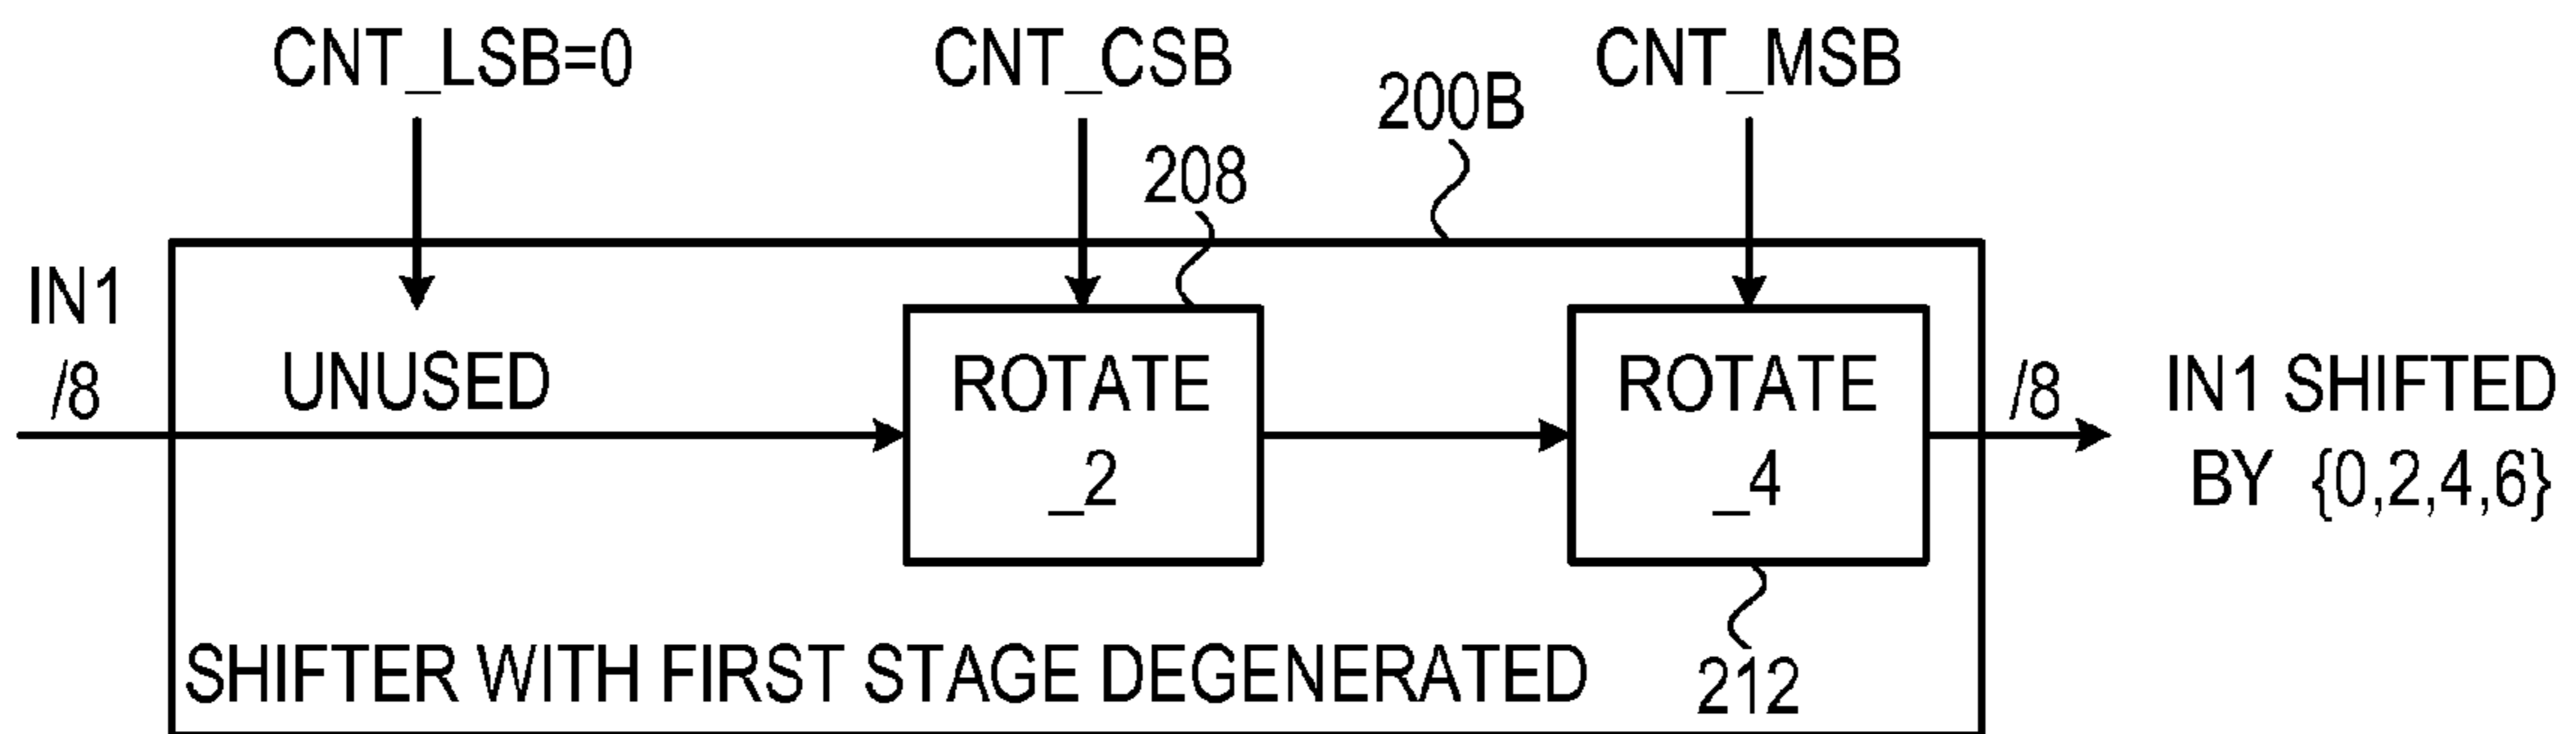 CNT_LSB=0
CNT_CSB
CNT_MSB
200B
208
IN1
/8
UNUSED
ROTATE
_2
ROTATE
_4
/8
IN1 SHIFTED
BY {0,2,4,6}
SHIFTER WITH FIRST STAGE DEGENERATED
212